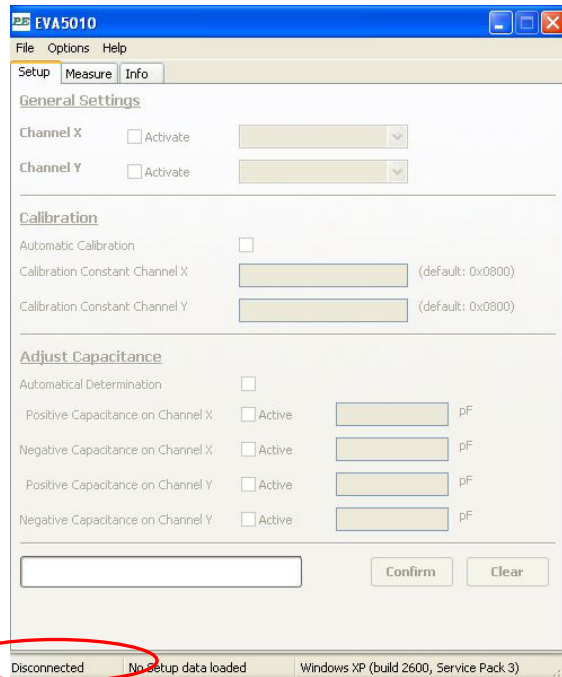 PE EVA5010
File Options Help
Setup Measure Info
General Settings
Channel X Activate
Channel Y Activate
Calibration
Automatic Calibration
Calibration Constant Channel X (default: 0x0800)
Calibration Constant Channel Y (default: 0x0800)
Adjust Capacitance
Automatical Determination
Positive Capacitance on Channel X Active pF
Negative Capacitance on Channel X Active pF
Positive Capacitance on Channel Y Active pF
Negative Capacitance on Channel Y Active pF
Confirm Clear
Disconnected No Setup data loaded Windows XP (build 2600, Service Pack 3)